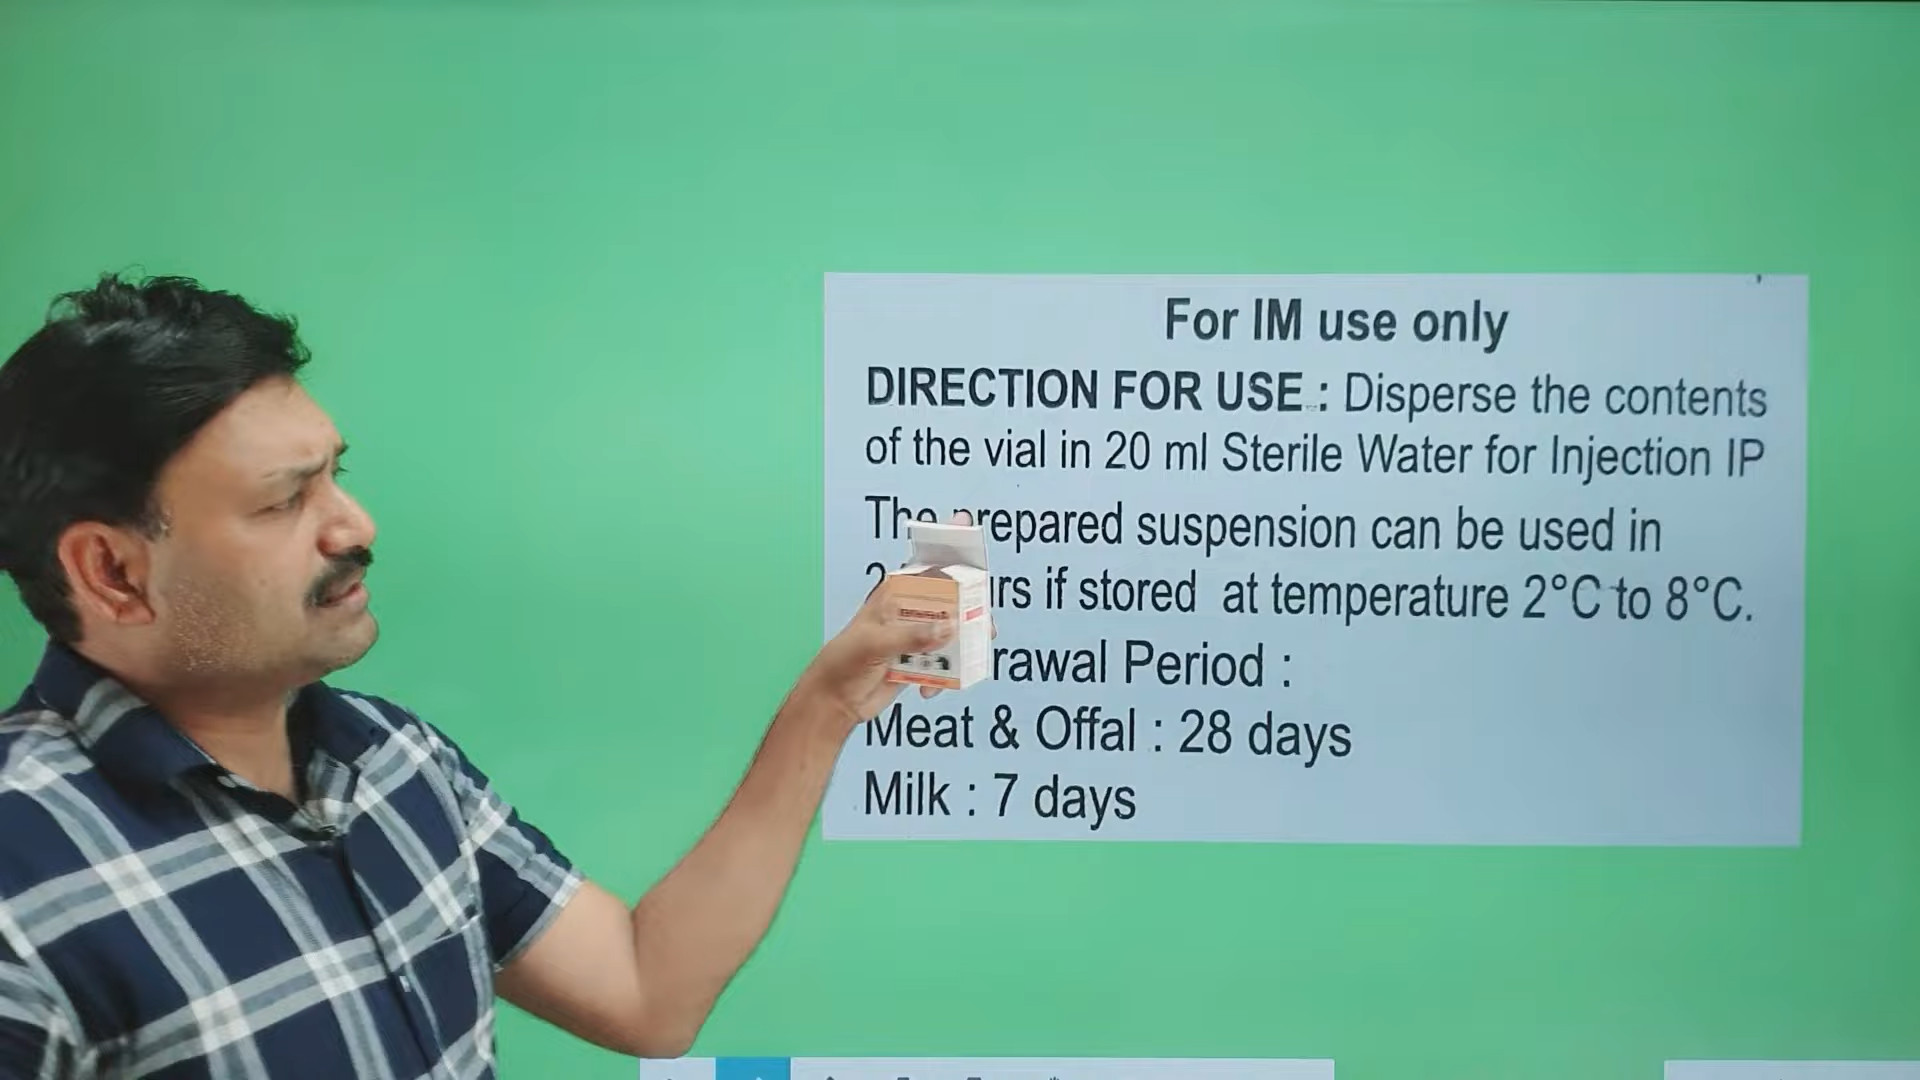 For IM use only
DIRECTION FOR USE : Disperse the contents
of the vial in 20 ml Sterile Water for Injection IP
The prepared suspension can be used in
if stored at temperature 2°C to 8°C.
Period :
Meat & Offal : 28 days
Milk : 7 days